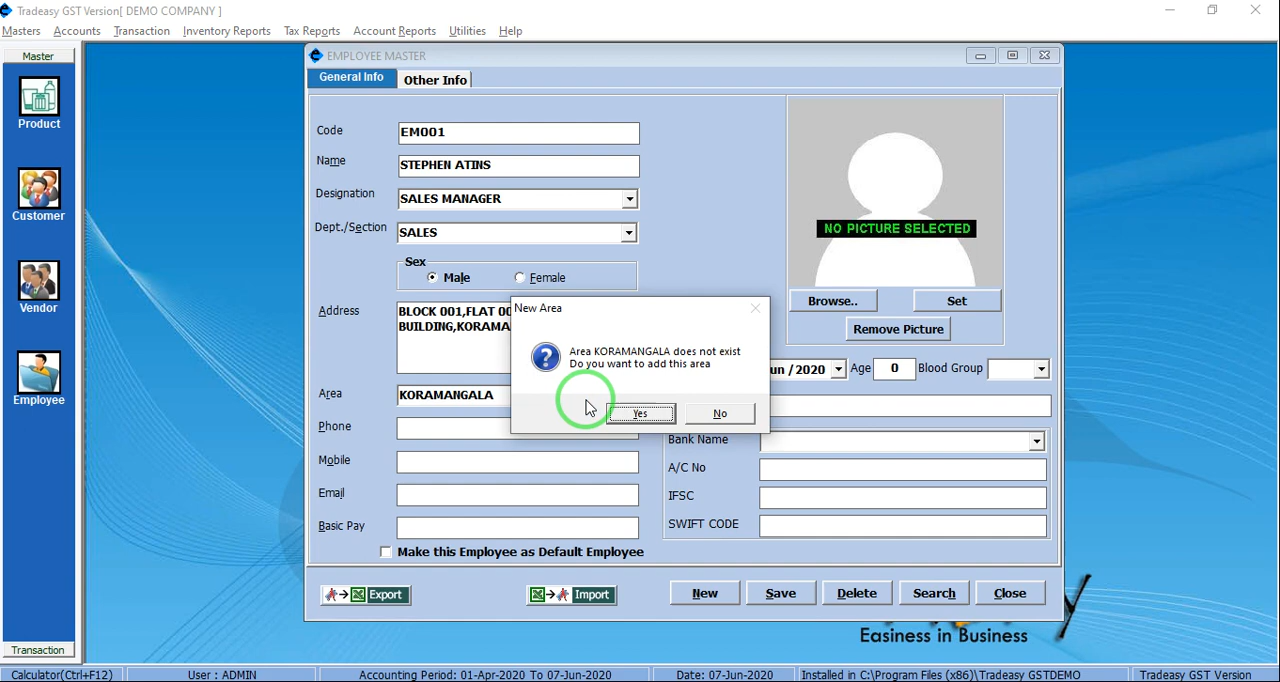 Tradeasy GST Version[ DEMO COMPANY ]
Masters Accounts Transaction Inventory Reports Tax Reports Account Reports Utilities Help
Master
Product
Customer
Vendor
Employee
Transaction
EMPLOYEE MASTER
General Info Other Info
Code EM001
Name STEPHEN ATINS
Designation SALES MANAGER
Dept./Section SALES
Sex
Male Female
Address BLOCK 001,FLAT 00
BUILDING,KORAMA
Area KORAMANGALA
Phone
Mobile
Email
Basic Pay
Make this Employee as Default Employee
NO PICTURE SELECTED
Browse.. Set
Remove Picture
un / 2020 Age 0 Blood Group
Bank Name
A/C No
IFSC
SWIFT CODE
New Area
Area KORAMANGALA does not exist
Do you want to add this area
Yes No
Export Import New Save Delete Search Close
Easiness in Business
Calculator(Ctrl+F12) User : ADMIN Accounting Period: 01-Apr-2020 To 07-Jun-2020 Date: 07-Jun-2020 Installed in C:\Program Files (x86)\Tradeasy GSTDEMO Tradeasy GST Version